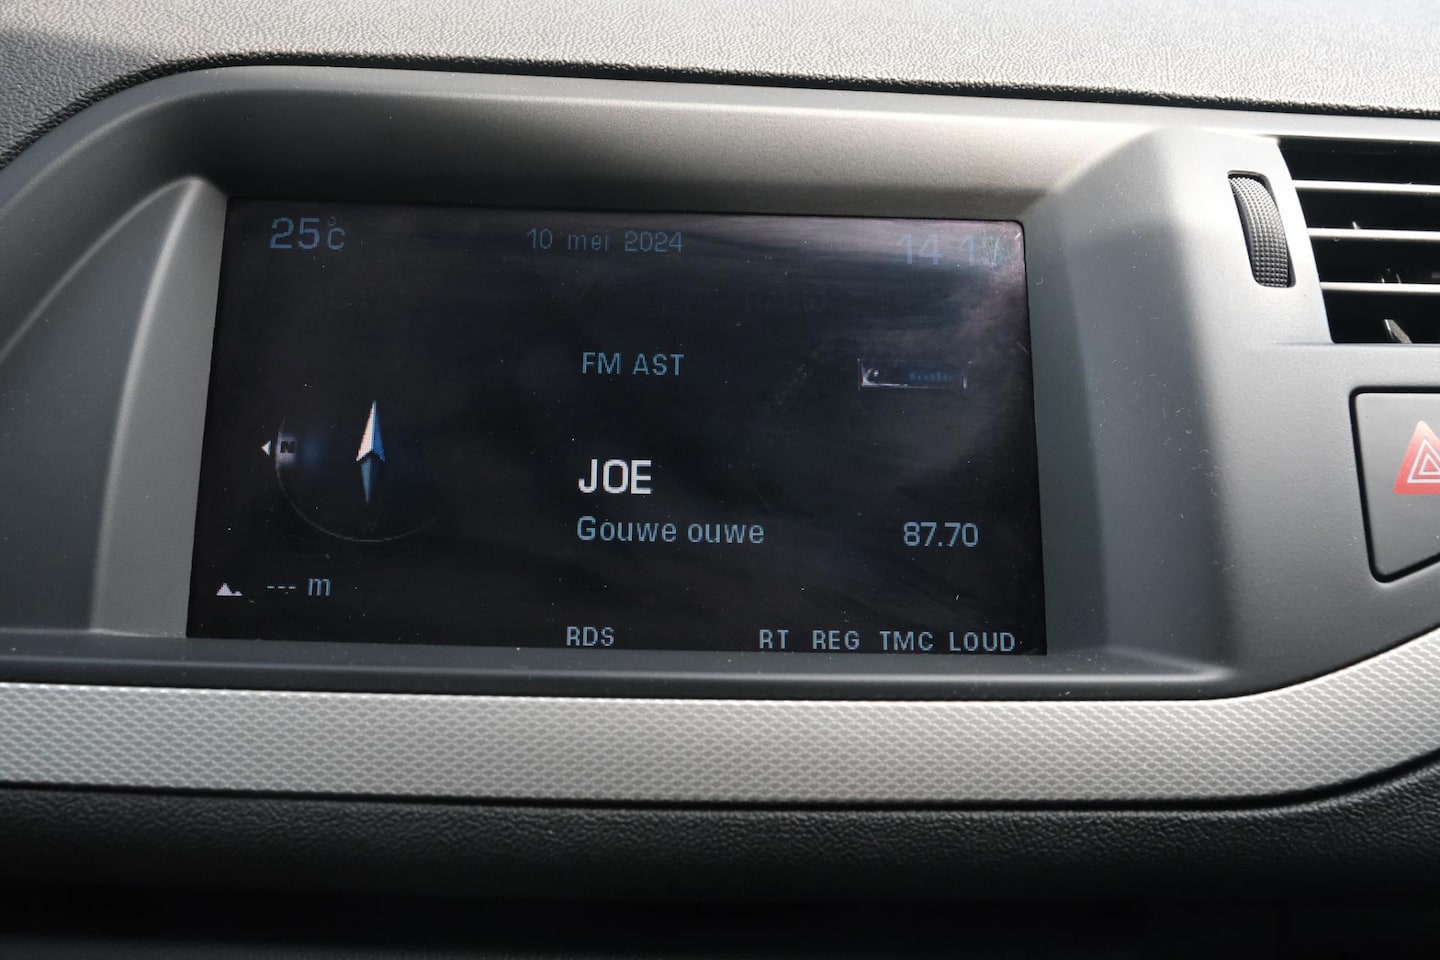 25°C 10 mei 2024
FM AST
N
JOE
Gouwe ouwe 87.70
--- m
RDS RT REG TMC LOUD